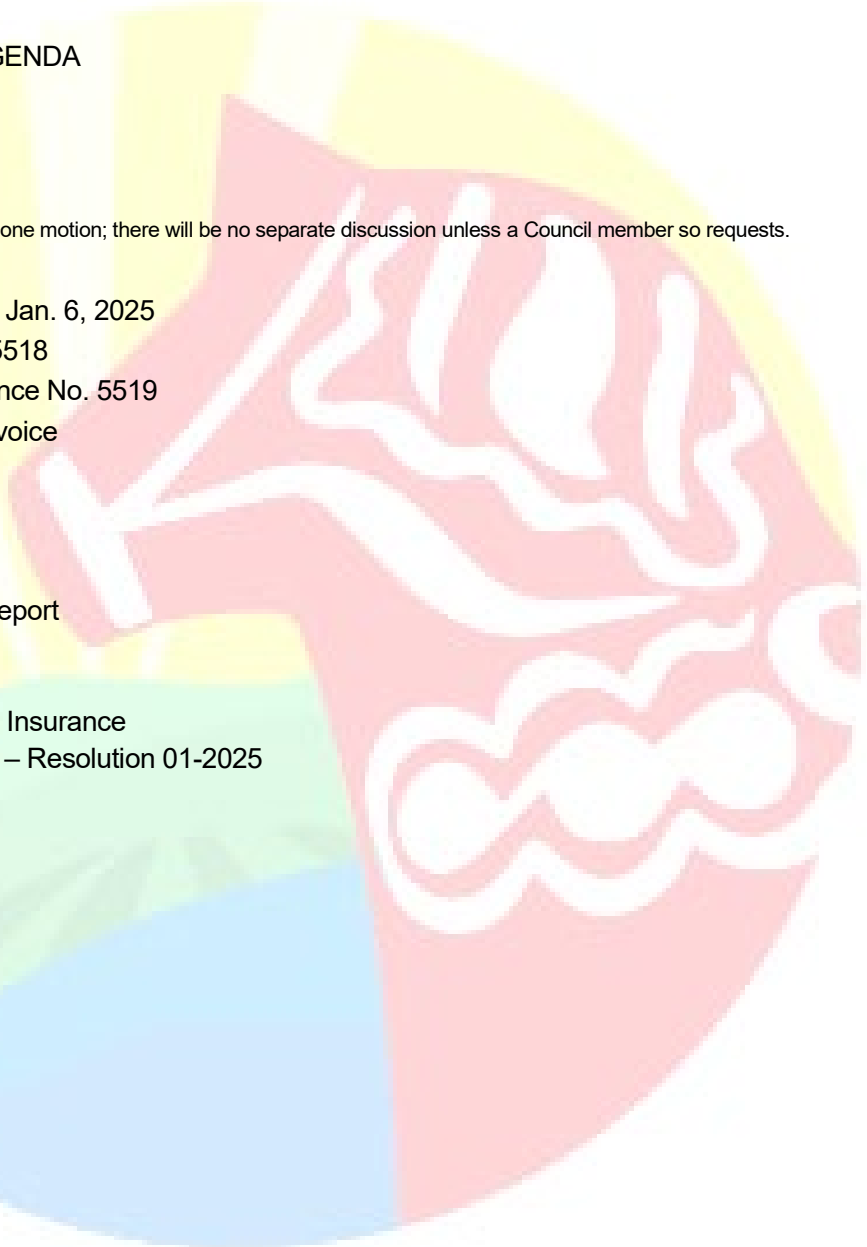 GENDA
one motion; there will be no separate discussion unless a Council member so requests.
Jan. 6, 2025
5518
nce No. 5519
voice
eport
Insurance
– Resolution 01-2025